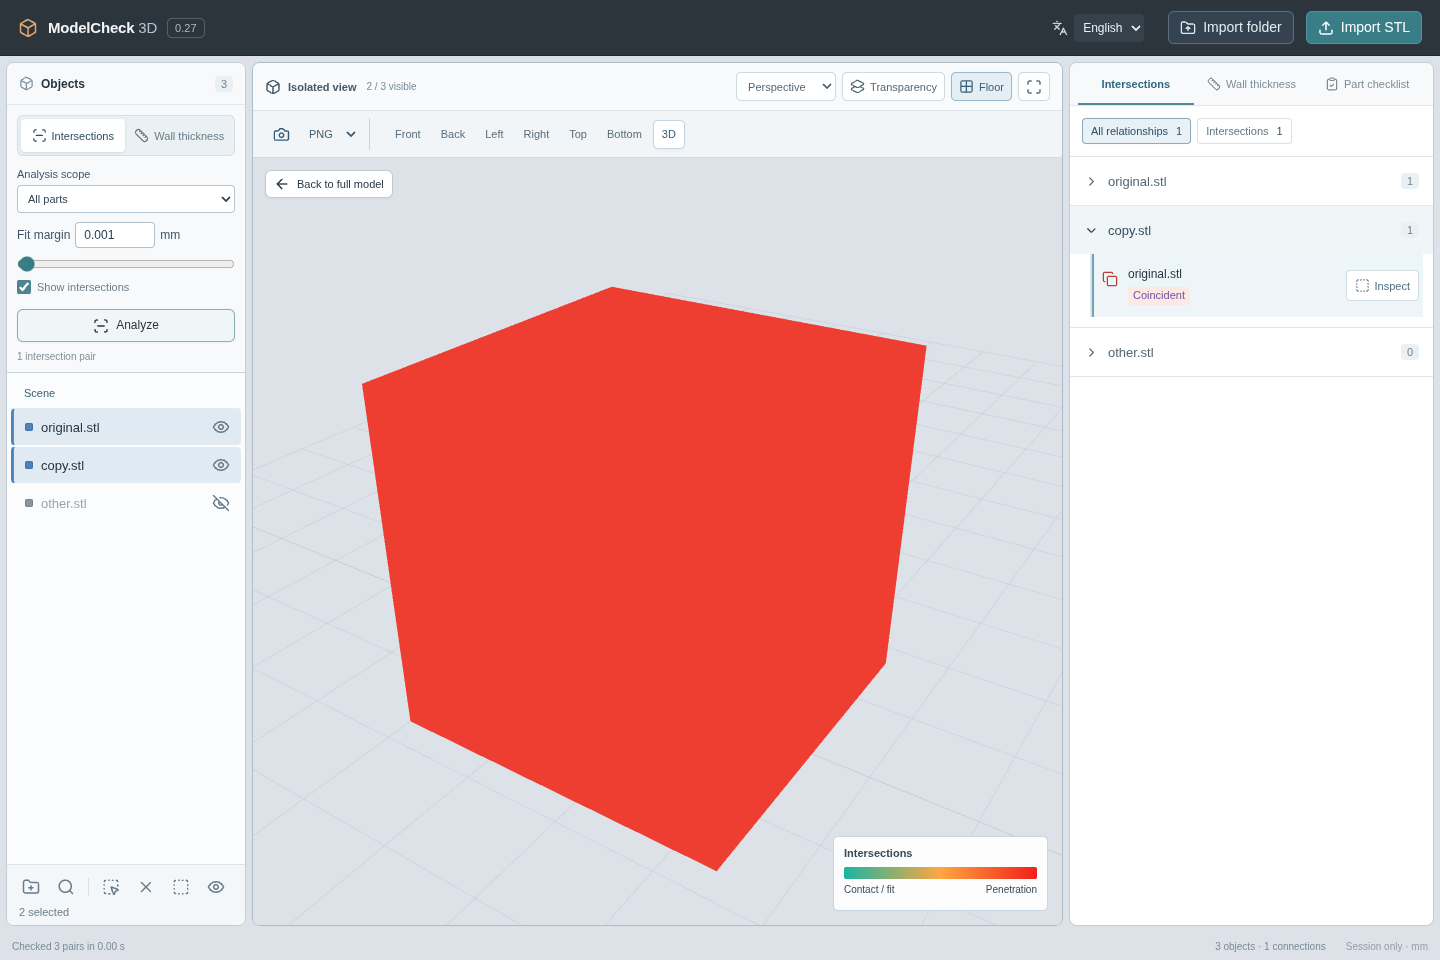 ModelCheck 3D 0.27
English
Import folder
Import STL
Objects 3
Intersections
Wall thickness
Analysis scope
All parts
Fit margin 0.001 mm
Show intersections
Analyze
1 intersection pair
Scene
original.stl
copy.stl
other.stl
2 selected
Isolated view 2 / 3 visible
Perspective
Transparency
Floor
PNG
Front Back Left Right Top Bottom 3D
Back to full model
Intersections
Contact / fit Penetration
Intersections Wall thickness Part checklist
All relationships 1 Intersections 1
original.stl 1
copy.stl 1
original.stl
Coincident
Inspect
other.stl 0
Checked 3 pairs in 0.00 s
3 objects · 1 connections Session only · mm